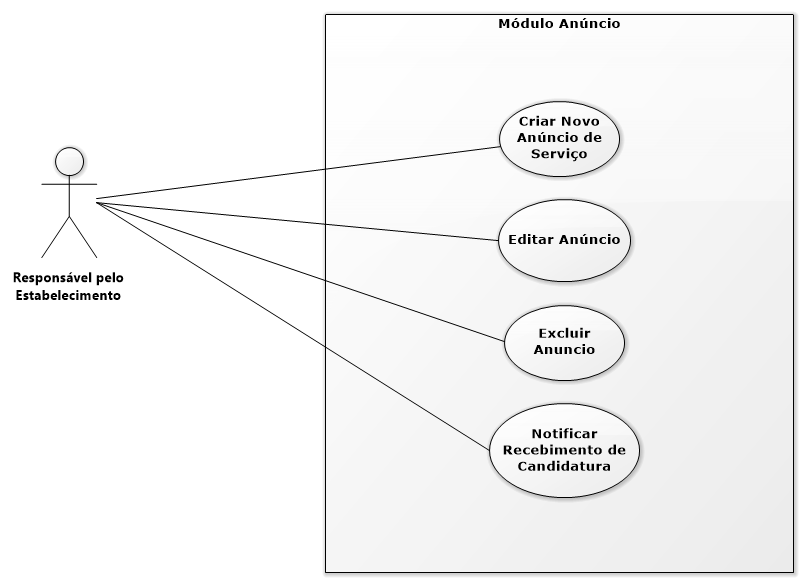 Módulo Anúncio
Criar Novo
Anúncio de
Serviço
Editar Anúncio
Excluir
Anuncio
Notificar
Recebimento de
Candidatura
Responsável pelo
Estabelecimento